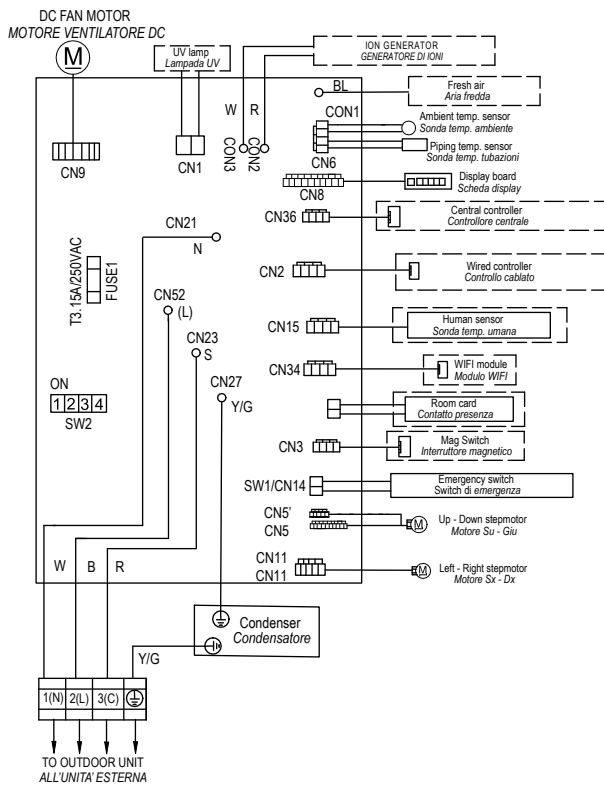 DC FAN MOTOR
MOTORE VENTILATORE DC
M
CN9
UV lamp
Lampada UV
CN1
ION GENERATOR
GENERATORE DI IONI
W
R
CON3
CON2
BL
CON1
Fresh air
Aria fredda
CN6
Ambient temp. sensor
Sonda temp. ambiente
Piping temp. sensor
Sonda temp. tubazioni
CN8
Display board
Scheda display
CN36
Central controller
Controllore centrale
CN21
N
CN2
Wired controller
Controllo cablato
T3.15A/250VAC
FUSE1
CN52
(L)
CN15
Human sensor
Sonda temp. umana
CN23
S
CN34
WIFI module
Modulo WIFI
CN27
Y/G
Room card
Contatto presenza
ON
1 2 3 4
SW2
CN3
Mag Switch
Interruttore magnetico
SW1/CN14
Emergency switch
Switch di emergenza
CN5'
CN5
M
Up - Down stepmotor
Motore Su - Giu
CN11
CN11
M
Left - Right stepmotor
Motore Sx - Dx
W
B
R
Condenser
Condensatore
Y/G
1(N)
2(L)
3(C)
TO OUTDOOR UNIT
ALL'UNITA' ESTERNA